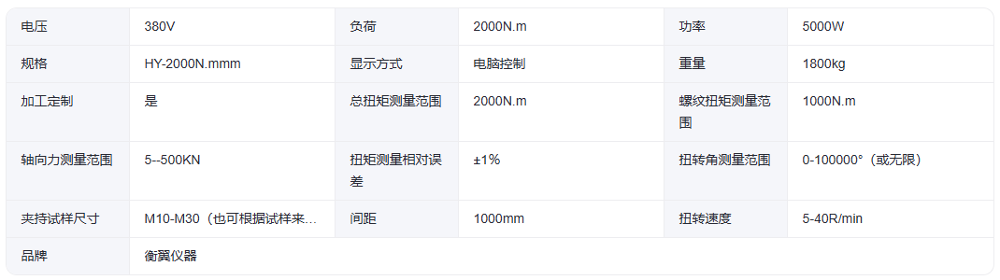 电压 380V 负荷 2000N.m 功率 5000W
规格 HY-2000N.mmm 显示方式 电脑控制 重量 1800kg
加工定制 是 总扭矩测量范围 2000N.m 螺纹扭矩测量范 1000N.m
围
轴向力测量范围 5--500KN 扭矩测量相对误 ±1% 扭转角测量范围 0-100000°（或无限）
差
夹持试样尺寸 M10-M30（也可根据试样来... 间距 1000mm 扭转速度 5-40R/min
品牌 衡翼仪器